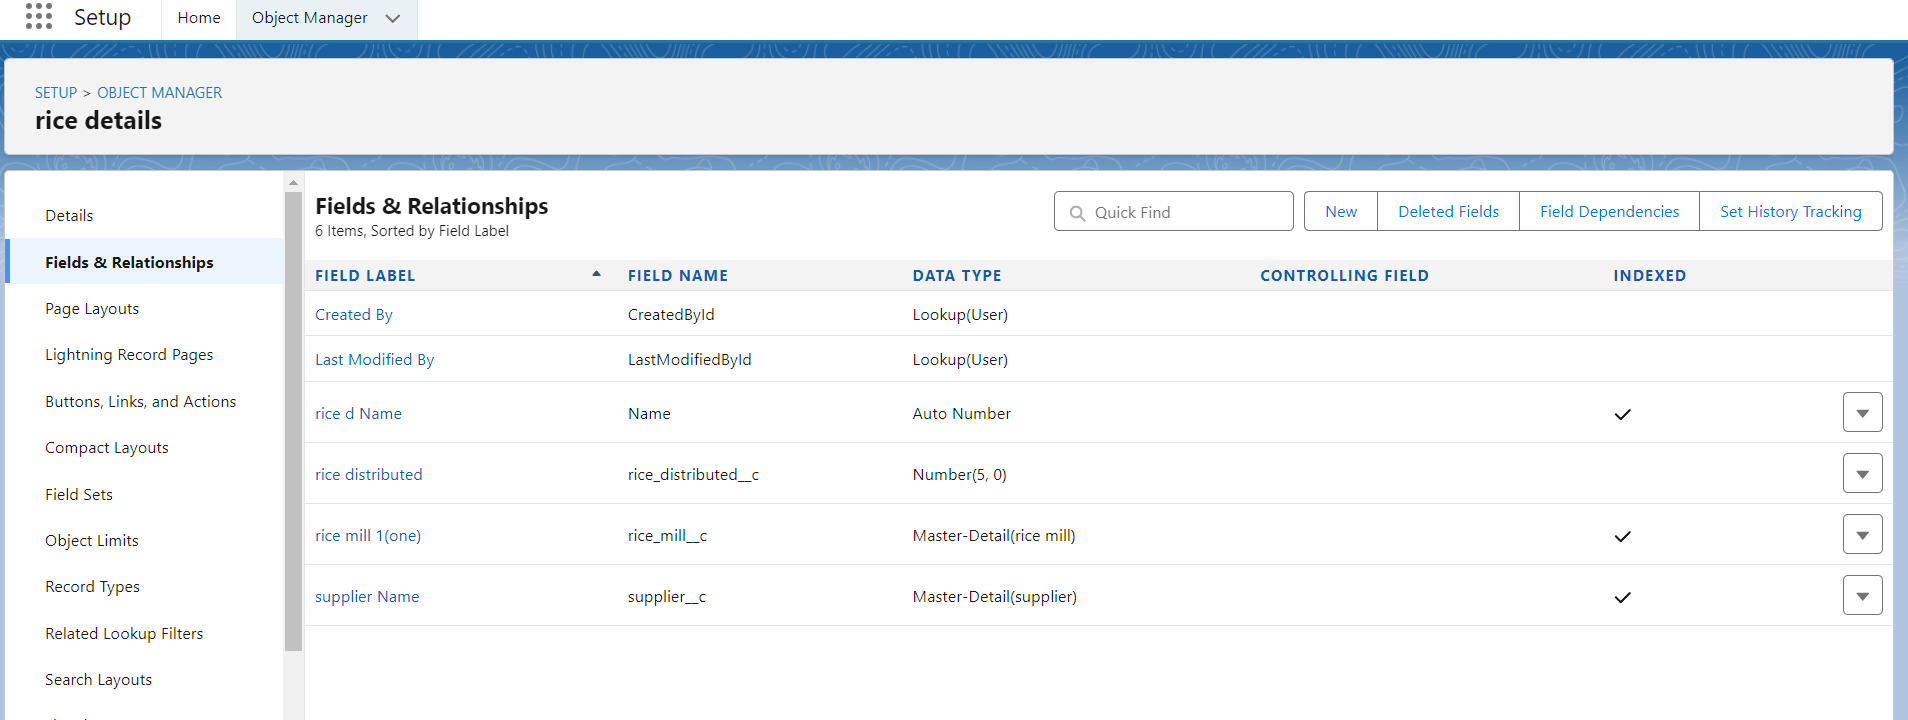 Setup
Home
Object Manager
SETUP > OBJECT MANAGER
rice details
Details
Fields & Relationships
Page Layouts
Lightning Record Pages
Buttons, Links, and Actions
Compact Layouts
Field Sets
Object Limits
Record Types
Related Lookup Filters
Search Layouts
Fields & Relationships
6 Items, Sorted by Field Label
Quick Find
New
Deleted Fields
Field Dependencies
Set History Tracking
FIELD LABEL FIELD NAME DATA TYPE CONTROLLING FIELD INDEXED
Created By CreatedById Lookup(User)
Last Modified By LastModifiedById Lookup(User)
rice d Name Name Auto Number
rice distributed rice_distributed__c Number(5, 0)
rice mill 1(one) rice_mill__c Master-Detail(rice mill)
supplier Name supplier__c Master-Detail(supplier)